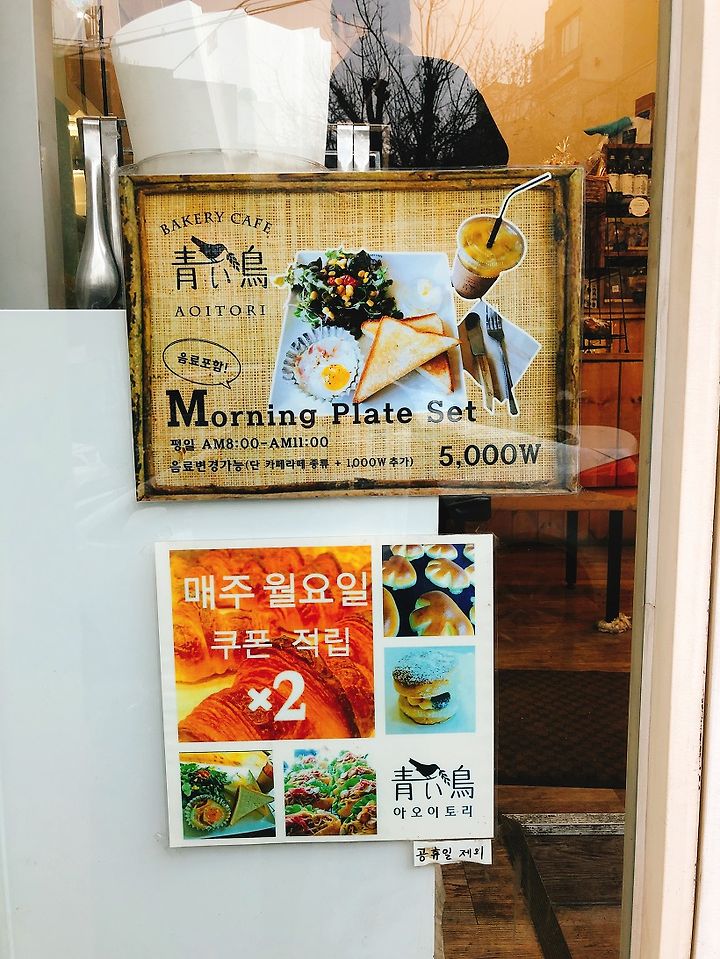 BAKERY CAFE
青い鳥
AOITORI
음료포함!
Morning Plate Set
평일 AM8:00-AM11:00
음료변경가능(단 카페라떼 종류 + 1,000W 추가)
5,000W
매주 월요일
쿠폰 적립
×2
青い鳥
아오이토리
공휴일 제외